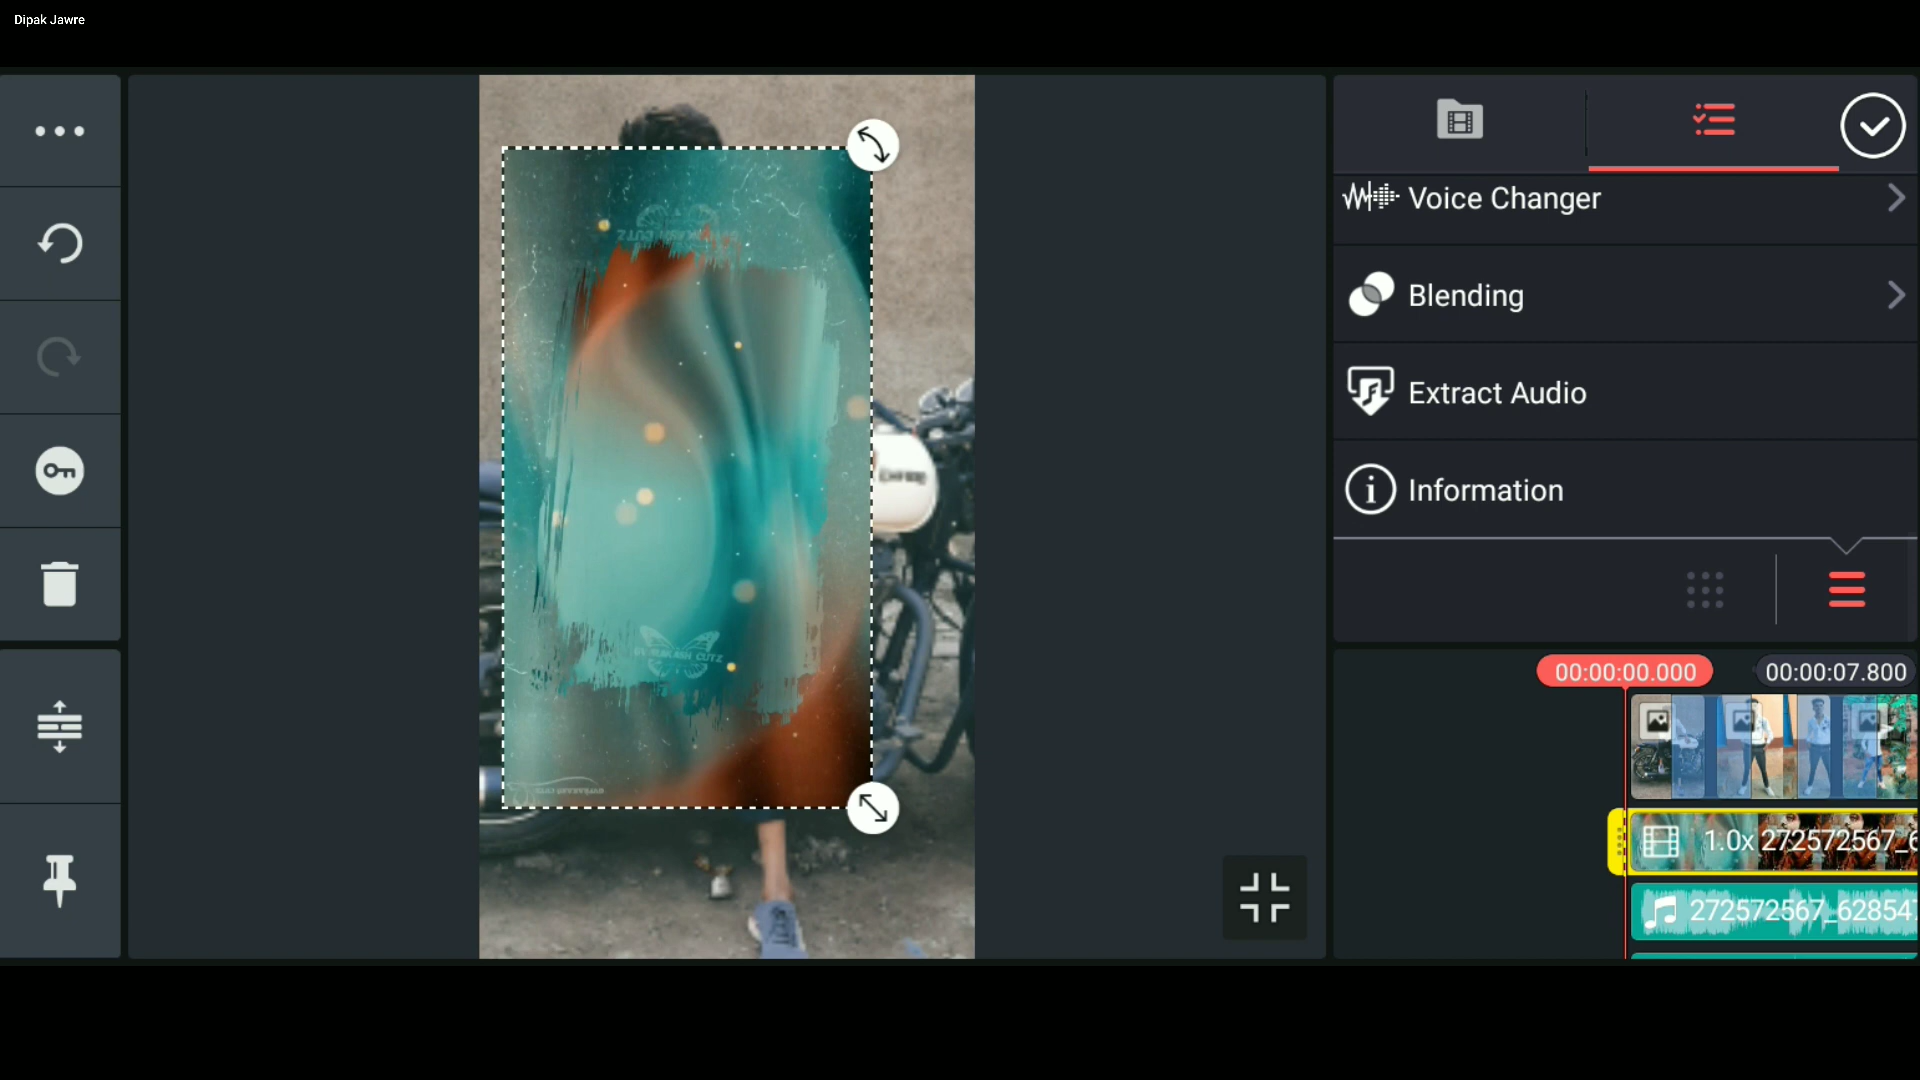 Dipak Jawre
Voice Changer
Blending
Extract Audio
Information
00:00:00.000
00:00:07.800
1.0x 272572567_6
272572567_628547